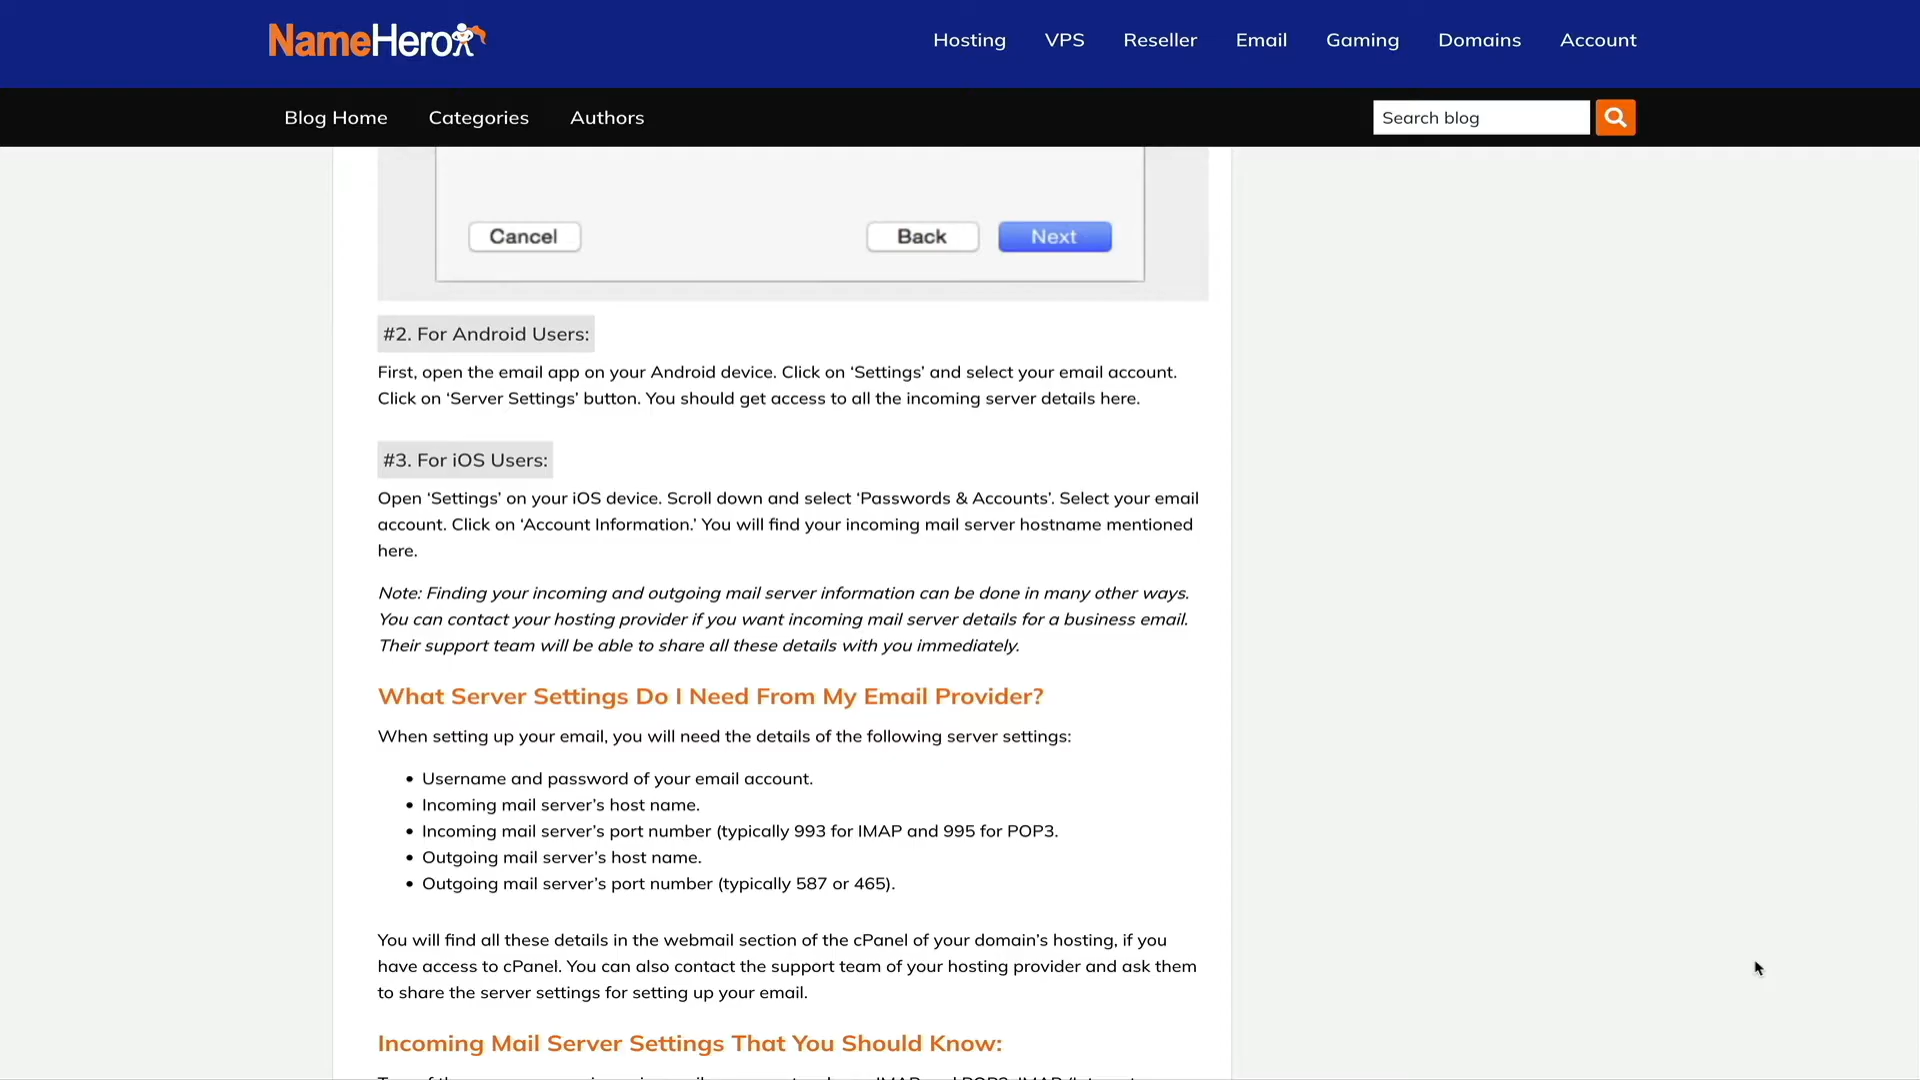 NameHero
Hosting VPS Reseller Email Gaming Domains Account
Blog Home Categories Authors
Search blog
Cancel Back Next
#2. For Android Users:
First, open the email app on your Android device. Click on ‘Settings’ and select your email account.
Click on ‘Server Settings’ button. You should get access to all the incoming server details here.
#3. For iOS Users:
Open ‘Settings’ on your iOS device. Scroll down and select ‘Passwords & Accounts’. Select your email
account. Click on ‘Account Information.’ You will find your incoming mail server hostname mentioned
here.
Note: Finding your incoming and outgoing mail server information can be done in many other ways.
You can contact your hosting provider if you want incoming mail server details for a business email.
Their support team will be able to share all these details with you immediately.
What Server Settings Do I Need From My Email Provider?
When setting up your email, you will need the details of the following server settings:
• Username and password of your email account.
• Incoming mail server’s host name.
• Incoming mail server’s port number (typically 993 for IMAP and 995 for POP3.
• Outgoing mail server’s host name.
• Outgoing mail server’s port number (typically 587 or 465).
You will find all these details in the webmail section of the cPanel of your domain’s hosting, if you
have access to cPanel. You can also contact the support team of your hosting provider and ask them
to share the server settings for setting up your email.
Incoming Mail Server Settings That You Should Know: